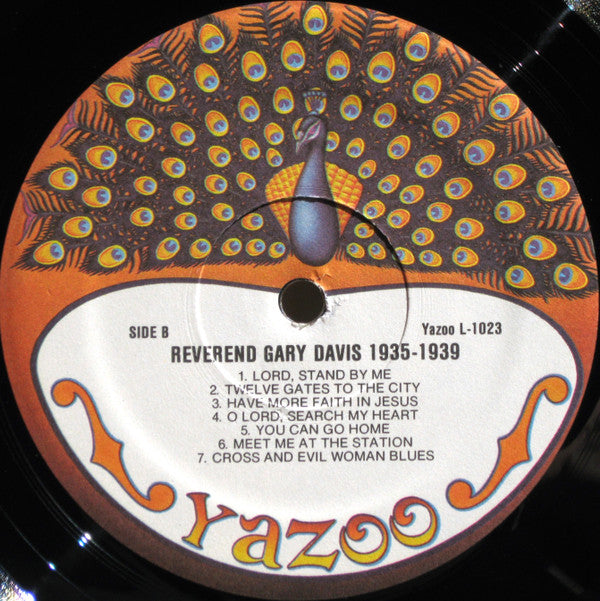 SIDE B
Yazoo L-1023
REVEREND GARY DAVIS 1935-1939
1. LORD, STAND BY ME
2. TWELVE GATES TO THE CITY
3. HAVE MORE FAITH IN JESUS
4. O LORD, SEARCH MY HEART
5. YOU CAN GO HOME
6. MEET ME AT THE STATION
7. CROSS AND EVIL WOMAN BLUES
Yazoo